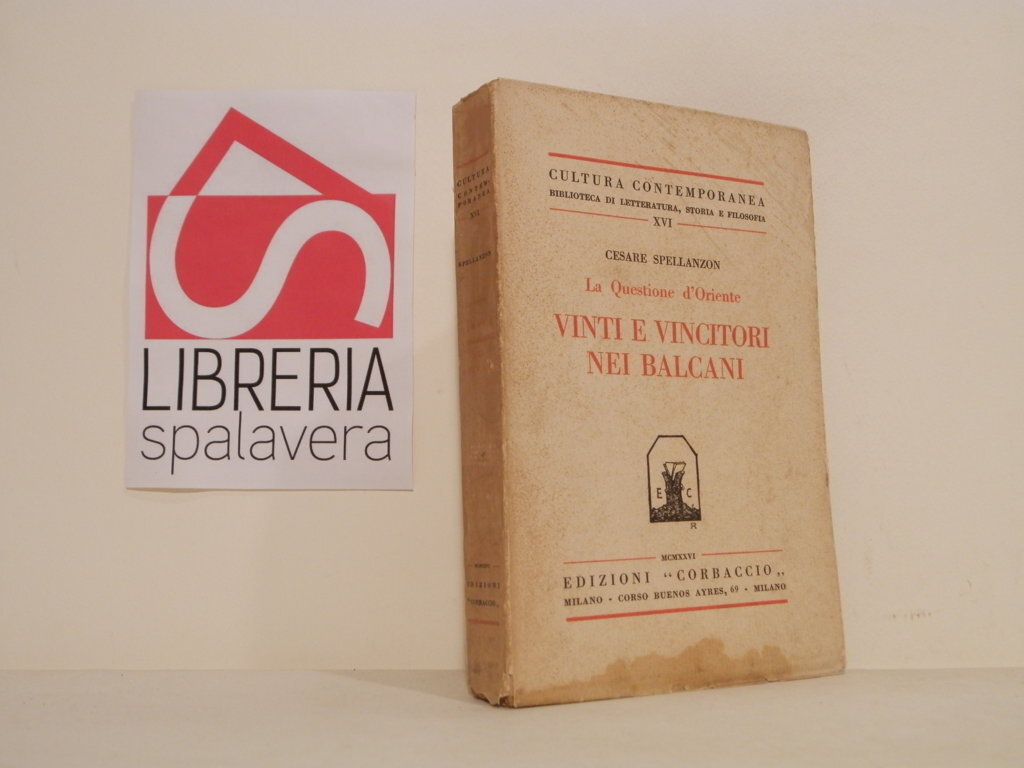 LIBRERIA
spalavera
CULTURA
CONTEM-
PORANEA
XVI
SPELLANZON
EDIZIONI
"CORBACCIO"
CULTURA CONTEMPORANEA
BIBLIOTECA DI LETTERATURA, STORIA E FILOSOFIA
XVI
CESARE SPELLANZON
La Questione d'Oriente
VINTI E VINCITORI
NEI BALCANI
E C
R
MCMXXVI
EDIZIONI “CORBACCIO„
MILANO - CORSO BUENOS AYRES, 69 - MILANO